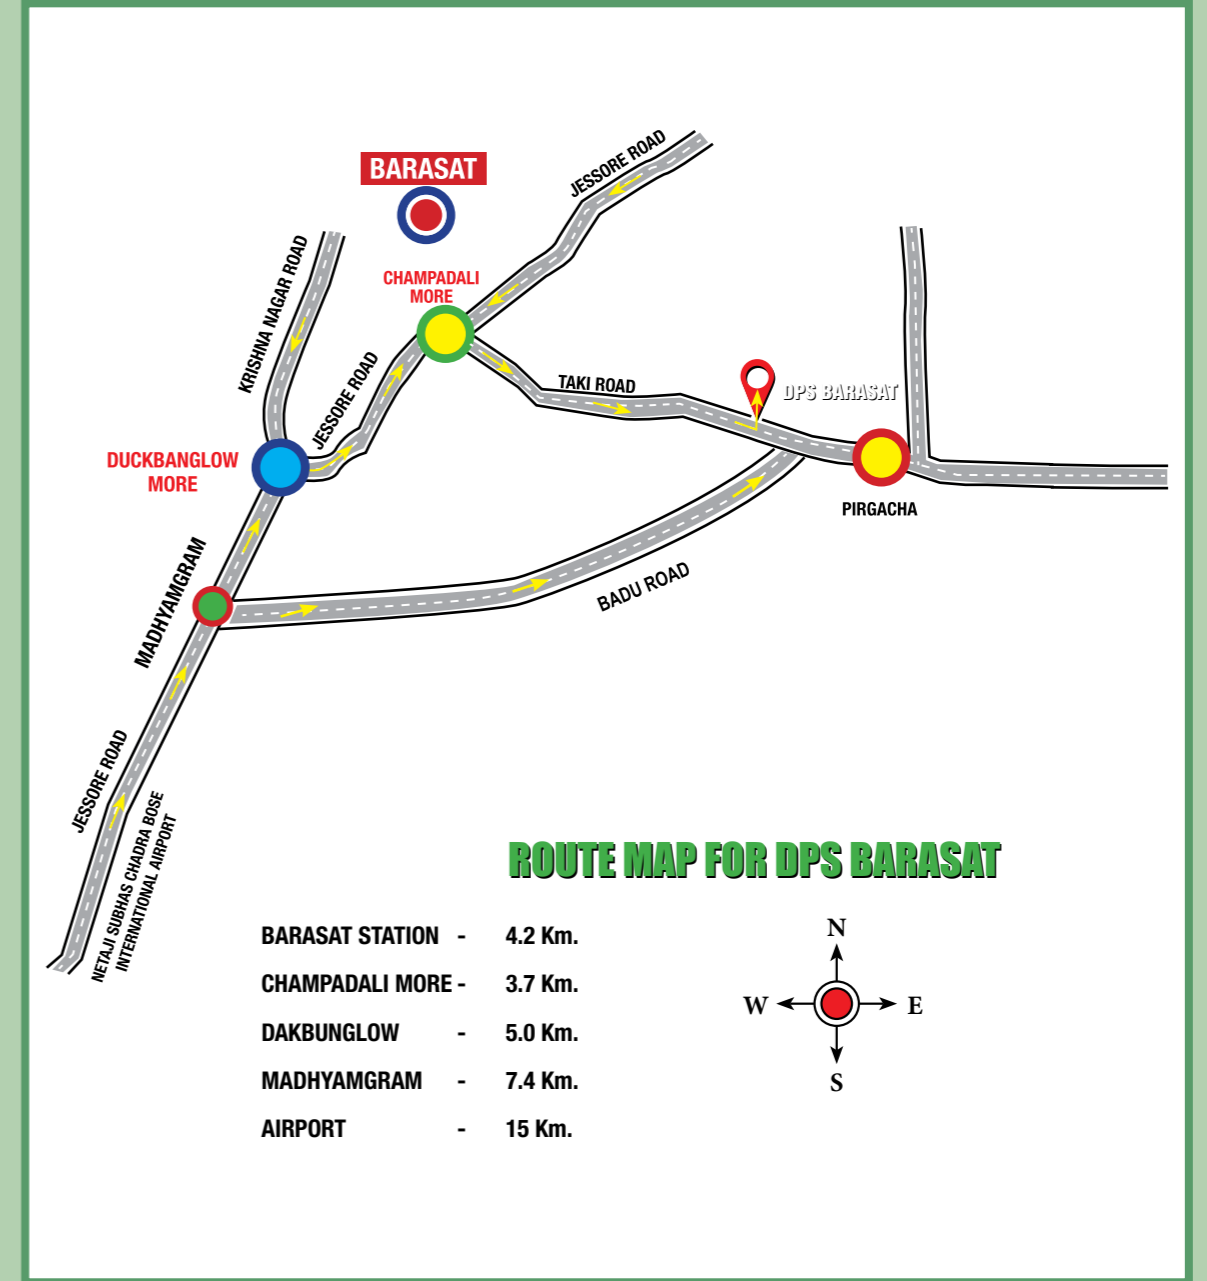 JESSORE ROAD
BARASAT
KRISHNA NAGAR ROAD
CHAMPADALI
MORE
JESSORE ROAD
TAKI ROAD
DPS BARASAT
DUCKBANGLOW
MORE
PIRGACHA
MADHYAMGRAM
BADU ROAD
JESSORE ROAD
NETAJI SUBHAS CHADRA BOSE
INTERNATIONAL AIRPORT
ROUTE MAP FOR DPS BARASAT
BARASAT STATION - 4.2 Km.
CHAMPADALI MORE - 3.7 Km.
DAKBUNGLOW - 5.0 Km.
MADHYAMGRAM - 7.4 Km.
AIRPORT - 15 Km.
N
W E
S